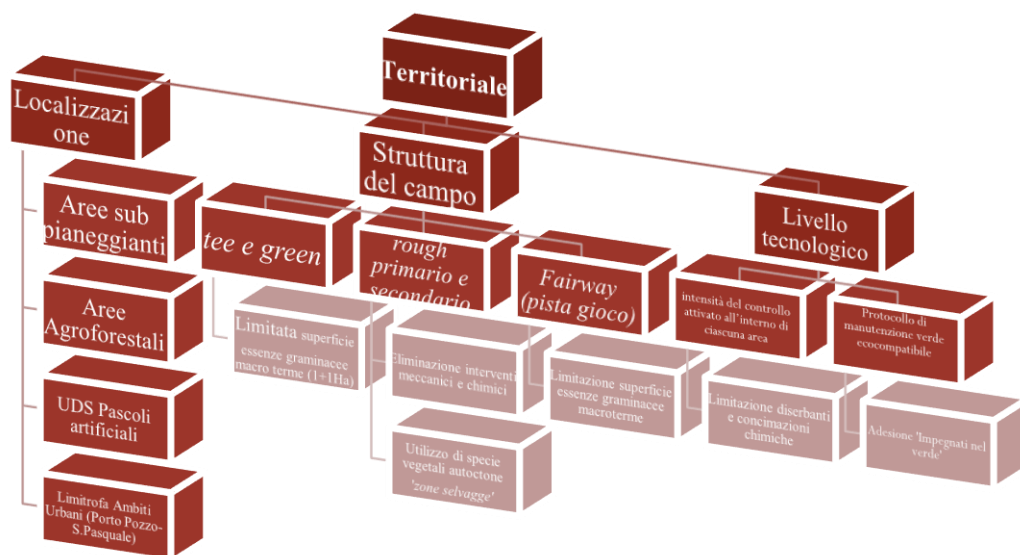 Territoriale
Localizzazi
one
Aree sub
pianeggianti
Aree
Agroforestali
UDS Pascoli
artificiali
Limitrofa Ambiti
Urbani (Porto Pozzo-
S.Pasquale)
Struttura
del campo
tee e green
Limitata superficie
essenze graminacee
macro terme (1+1Ha)
rough
primario e
secondario
Eliminazione interventi
meccanici e chimici
Utilizzo di specie
vegetali autoctone
'zone selvagge'
Fairway
(pista gioco)
Limitazione superficie
essenze graminacee
macroterme
Livello
tecnologico
intensità del controllo
attivato all'interno di
ciascuna area
Limitazione diserbanti
e concimazioni
chimiche
Protocollo di
manutenzione verde
ecocompatibile
Adesione 'Impegnati nel
verde'